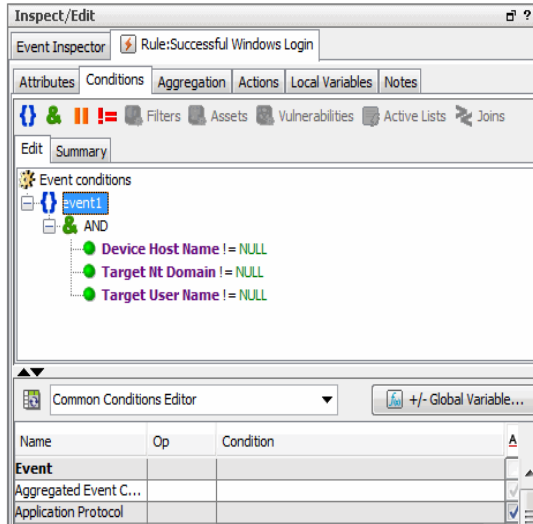 Inspect/Edit
?
Event Inspector Rule:Successful Windows Login
Attributes Conditions Aggregation Actions Local Variables Notes
{} & != Filters Assets Vulnerabilities Active Lists Joins
Edit Summary
Event conditions
{} event1
& AND
Device Host Name != NULL
Target Nt Domain != NULL
Target User Name != NULL
Common Conditions Editor
+/- Global Variable...
Name Op Condition A
Event
Aggregated Event C...
Application Protocol